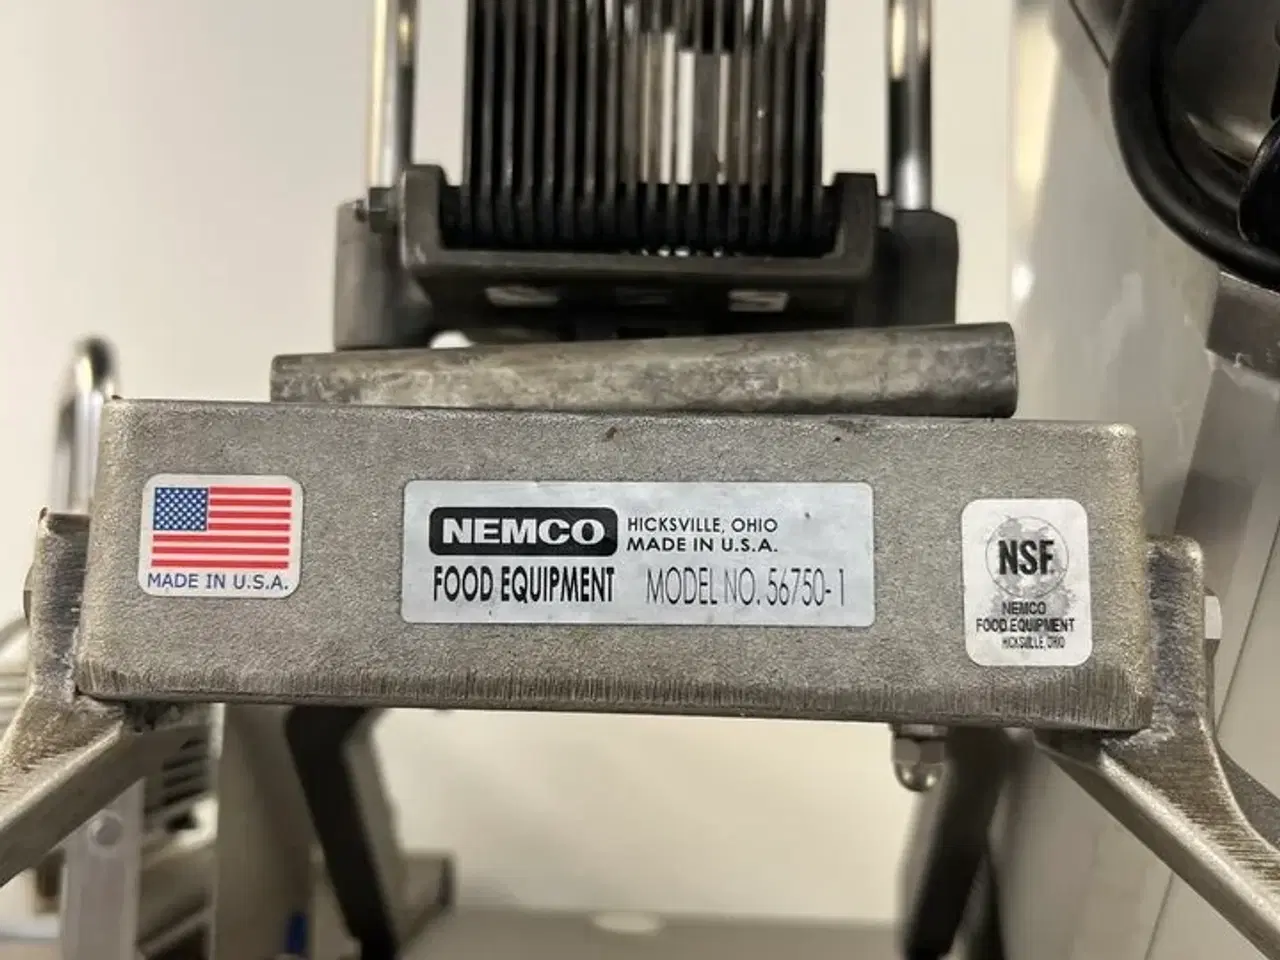 MADE IN U.S.A.
NEMCO
HICKSVILLE, OHIO
MADE IN U.S.A.
FOOD EQUIPMENT MODEL NO. 56750-1
NSF
NEMCO
FOOD EQUIPMENT
HICKSVILLE, OHIO